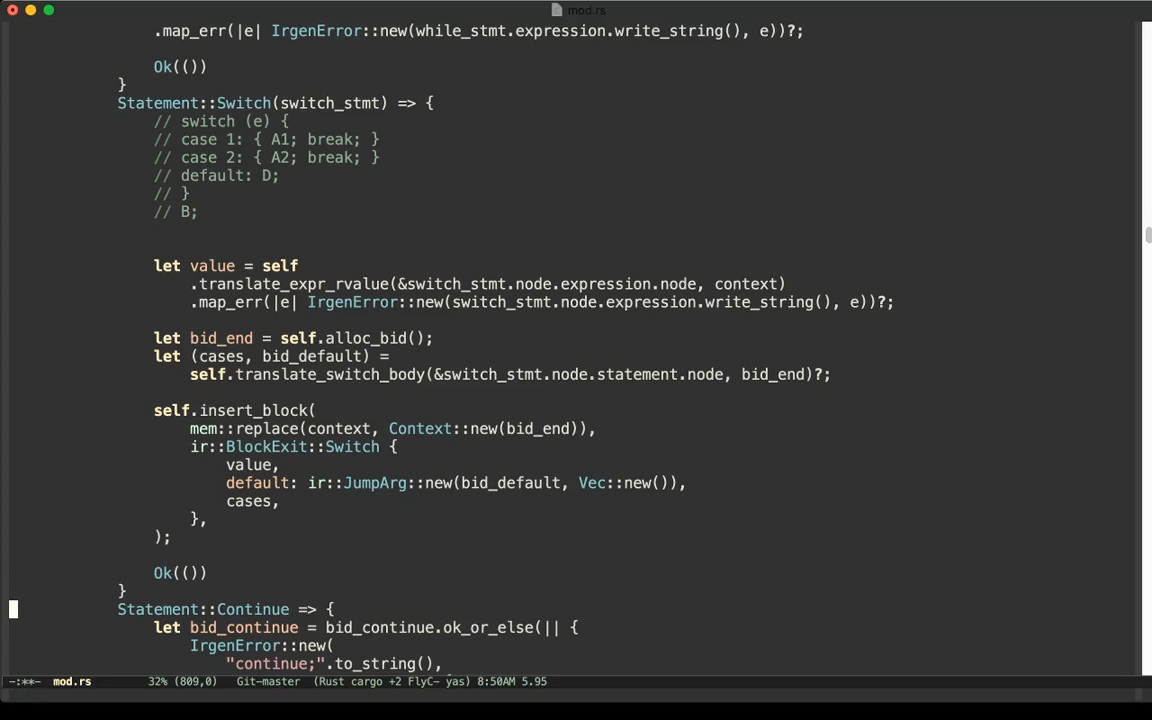 mod.rs
.map_err(|e| IrgenError::new(while_stmt.expression.write_string(), e))?;
Ok(())
}
Statement::Switch(switch_stmt) => {
// switch (e) {
// case 1: { A1; break; }
// case 2: { A2; break; }
// default: D;
// }
// B;
let value = self
.translate_expr_rvalue(&switch_stmt.node.expression.node, context)
.map_err(|e| IrgenError::new(switch_stmt.node.expression.write_string(), e))?;
let bid_end = self.alloc_bid();
let (cases, bid_default) =
self.translate_switch_body(&switch_stmt.node.statement.node, bid_end)?;
self.insert_block(
mem::replace(context, Context::new(bid_end)),
ir::BlockExit::Switch {
value,
default: ir::JumpArg::new(bid_default, Vec::new()),
cases,
},
);
Ok(())
}
Statement::Continue => {
let bid_continue = bid_continue.ok_or_else(|| {
IrgenError::new(
"continue;".to_string(),
-:**- mod.rs 32% (809,0) Git-master (Rust cargo +2 FlyC- yas) 8:50AM 5.95